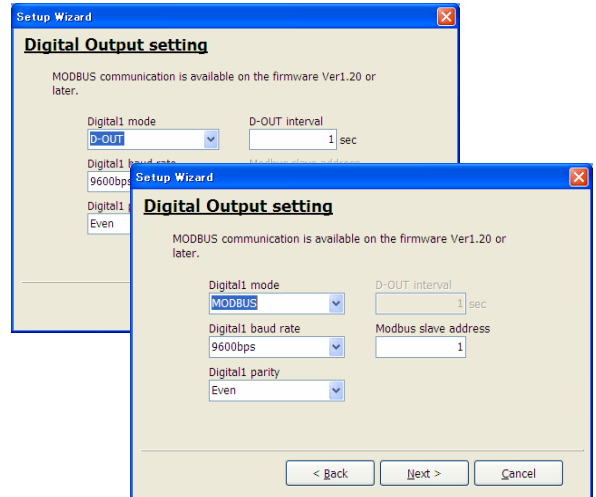 Setup Wizard
Digital Output setting
MODBUS communication is available on the firmware Ver1.20 or
later.
Digital1 mode D-OUT interval
D-OUT 1 sec
Digital1 baud rate Modbus slave address
9600bps
Digital1
Even
Setup Wizard
Digital Output setting
MODBUS communication is available on the firmware Ver1.20 or
later.
Digital1 mode D-OUT interval
MODBUS 1 sec
Digital1 baud rate Modbus slave address
9600bps 1
Digital1 parity
Even
< Back Next > Cancel